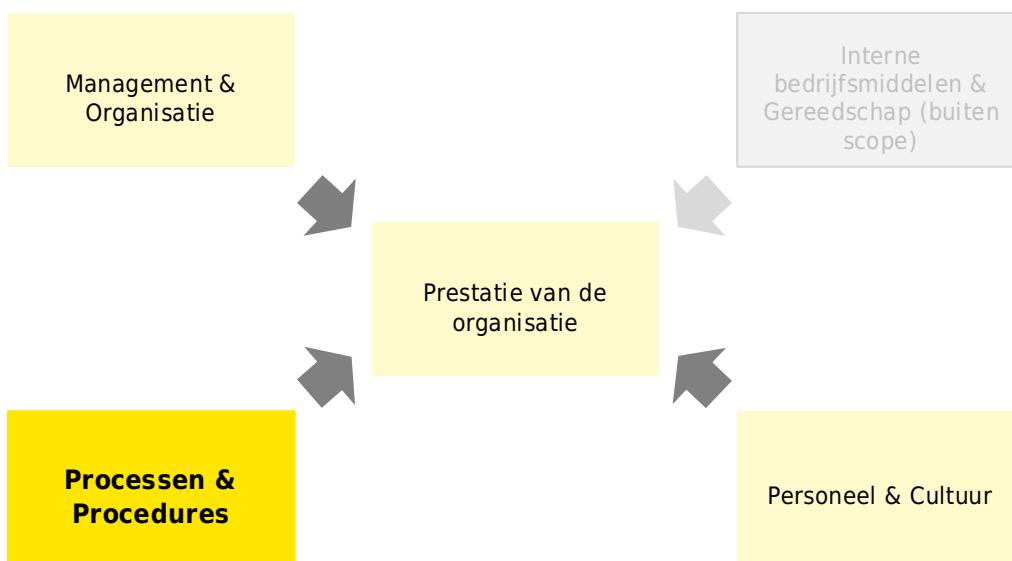 Management &
Organisatie
Interne
bedrijfsmiddelen &
Gereedschap (buiten
scope)
Prestatie van de
organisatie
Processen &
Procedures
Personeel & Cultuur